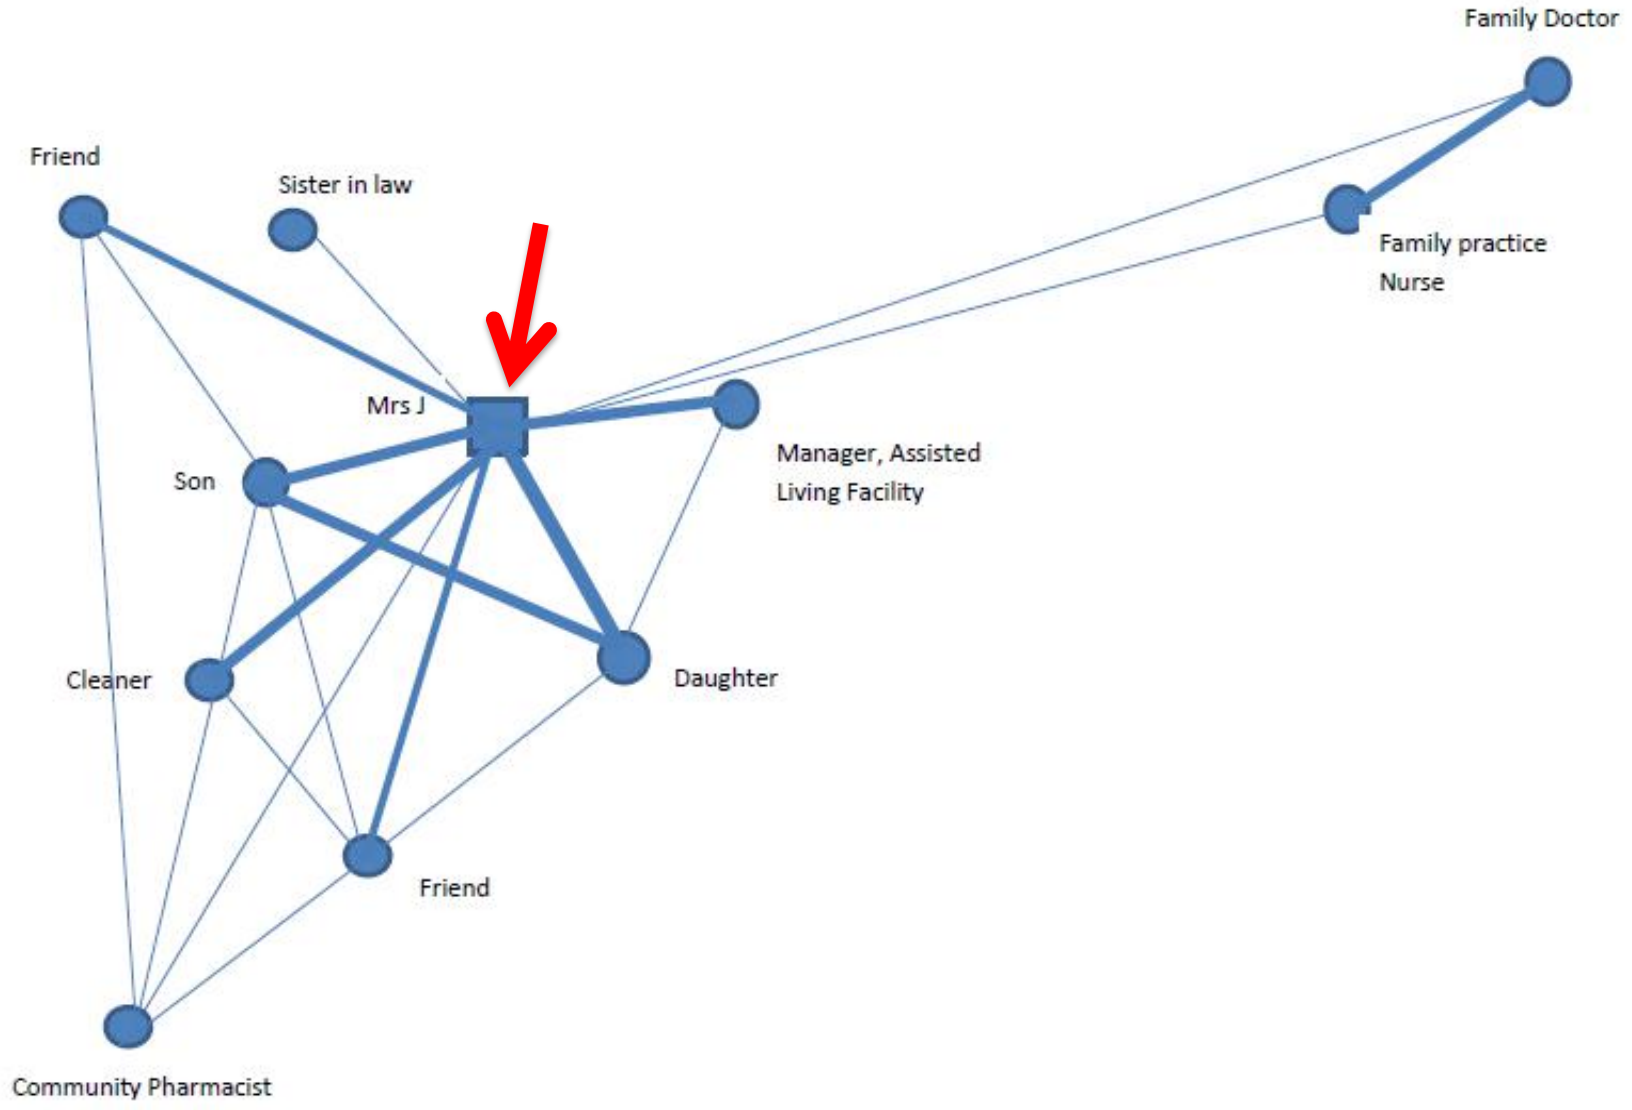 Family Doctor
Friend
Sister in law
Family practice
Nurse
Mrs J
Manager, Assisted
Living Facility
Son
Cleaner
Daughter
Friend
Community Pharmacist